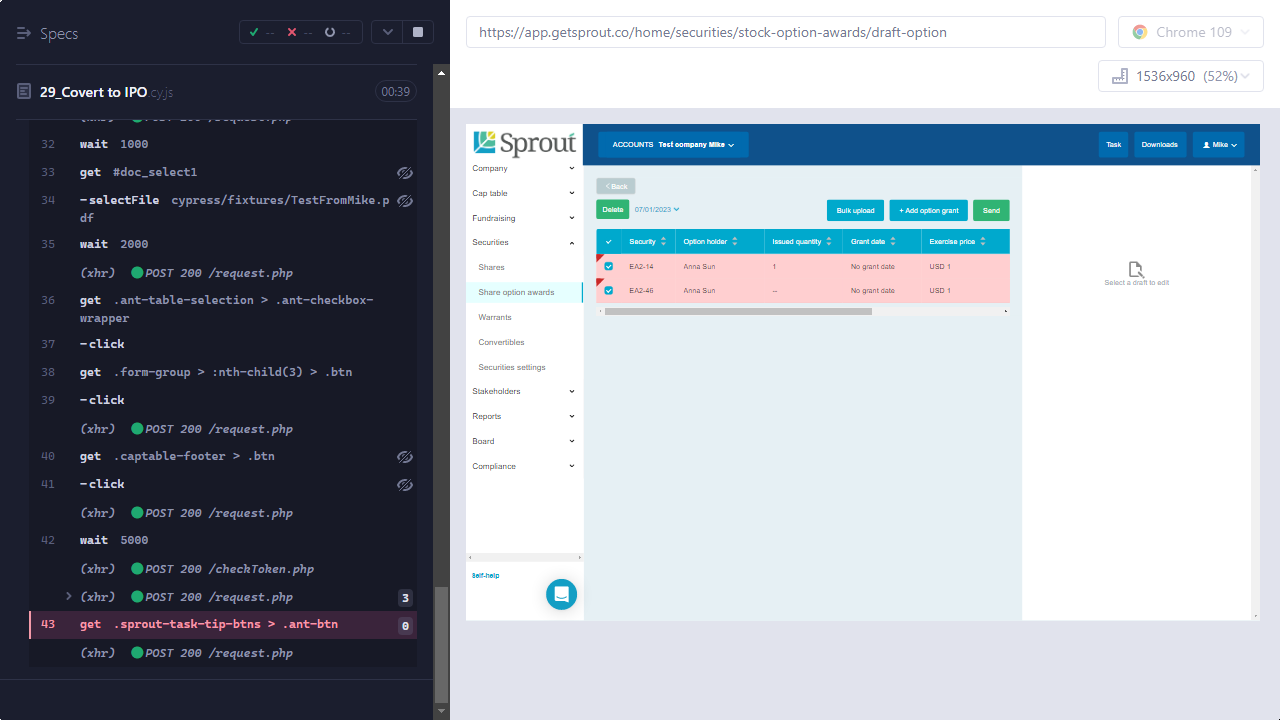 Specs
--
--
--
29_Covert to IPO.cy.js
00:39
(xhr) POST 200 /request.php
32 wait 1000
33 get #doc_select1
34 -selectFile cypress/fixtures/TestFromMike.p
df
35 wait 2000
(xhr) POST 200 /request.php
36 get .ant-table-selection > .ant-checkbox-
wrapper
37 -click
38 get .form-group > :nth-child(3) > .btn
39 -click
(xhr) POST 200 /request.php
40 get .captable-footer > .btn
41 -click
(xhr) POST 200 /request.php
42 wait 5000
(xhr) POST 200 /checkToken.php
(xhr) POST 200 /request.php 3
43 get .sprout-task-tip-btns > .ant-btn 0
(xhr) POST 200 /request.php
https://app.getsprout.co/home/securities/stock-option-awards/draft-option
Chrome 109
1536x960 (52%)
Sprout
ACCOUNTS Test company Mike
Task
Downloads
Mike
Company
Cap table
Fundraising
Securities
Shares
Share option awards
Warrants
Convertibles
Securities settings
Stakeholders
Reports
Board
Compliance
Self-help
< Back
Delete
07/01/2023
Bulk upload
+ Add option grant
Send
Security Option holder Issued quantity Grant date Exercise price
EA2-14 Anna Sun 1 No grant date USD 1
EA2-46 Anna Sun -- No grant date USD 1
Select a draft to edit